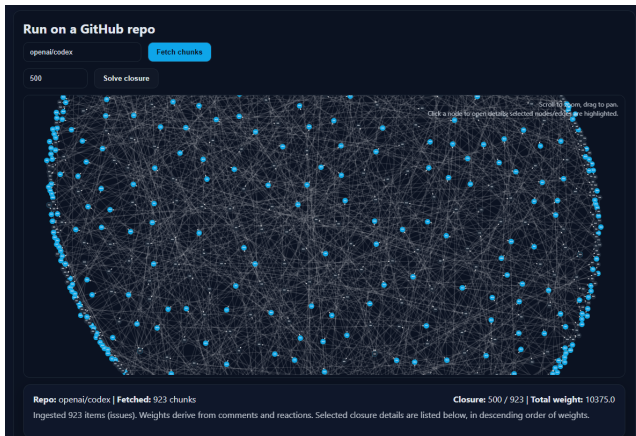 Run on a GitHub repo
openai/codex Fetch chunks
500 Solve closure
Scroll to zoom, drag to pan.
Click a node to open details; selected nodes/edges are highlighted.
Repo: openai/codex | Fetched: 923 chunks Closure: 500 / 923 | Total weight: 10375.0
Ingested 923 items (issues). Weights derive from comments and reactions. Selected closure details are listed below, in descending order of weights.